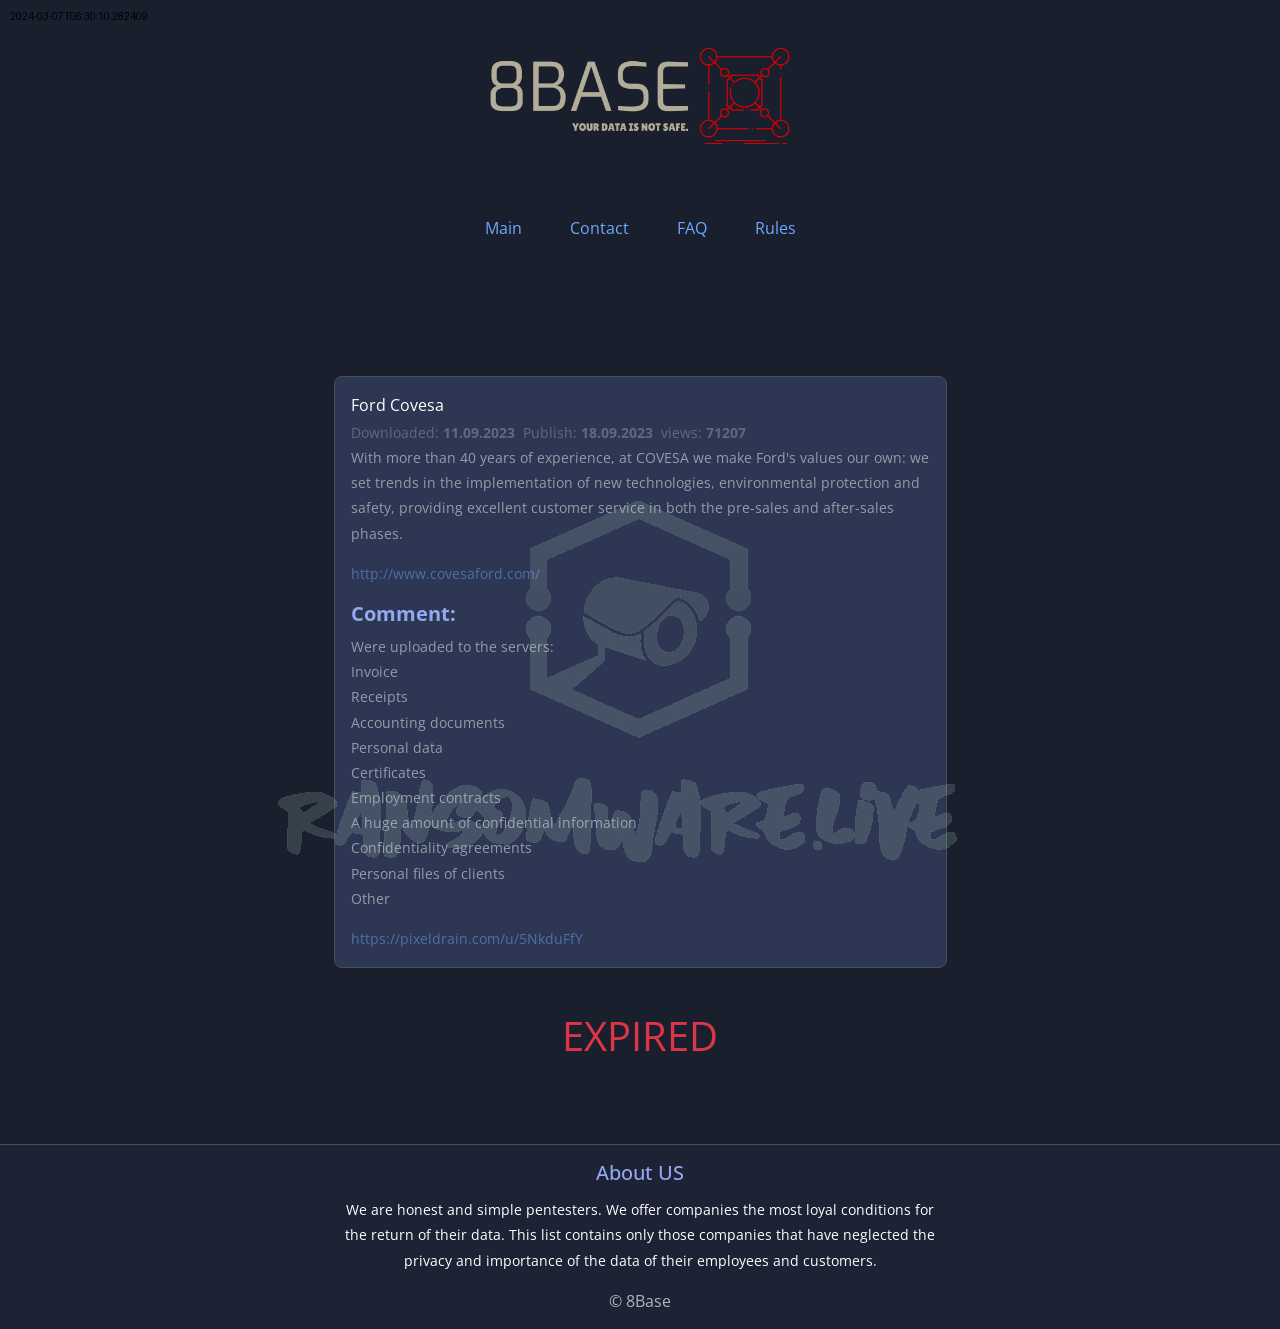 2024-03-07T06:30:10.282409
8BASE
YOUR DATA IS NOT SAFE.
Main Contact FAQ Rules
Ford Covesa
Downloaded: 11.09.2023 Publish: 18.09.2023 views: 71207
With more than 40 years of experience, at COVESA we make Ford's values our own: we
set trends in the implementation of new technologies, environmental protection and
safety, providing excellent customer service in both the pre-sales and after-sales
phases.
http://www.covesaford.com/
Comment:
Were uploaded to the servers:
Invoice
Receipts
Accounting documents
Personal data
Certificates
Employment contracts
A huge amount of confidential information
Confidentiality agreements
Personal files of clients
Other
RANSOMWARE.LIVE
https://pixeldrain.com/u/5NkduFfY
EXPIRED
About US
We are honest and simple pentesters. We offer companies the most loyal conditions for
the return of their data. This list contains only those companies that have neglected the
privacy and importance of the data of their employees and customers.
© 8Base